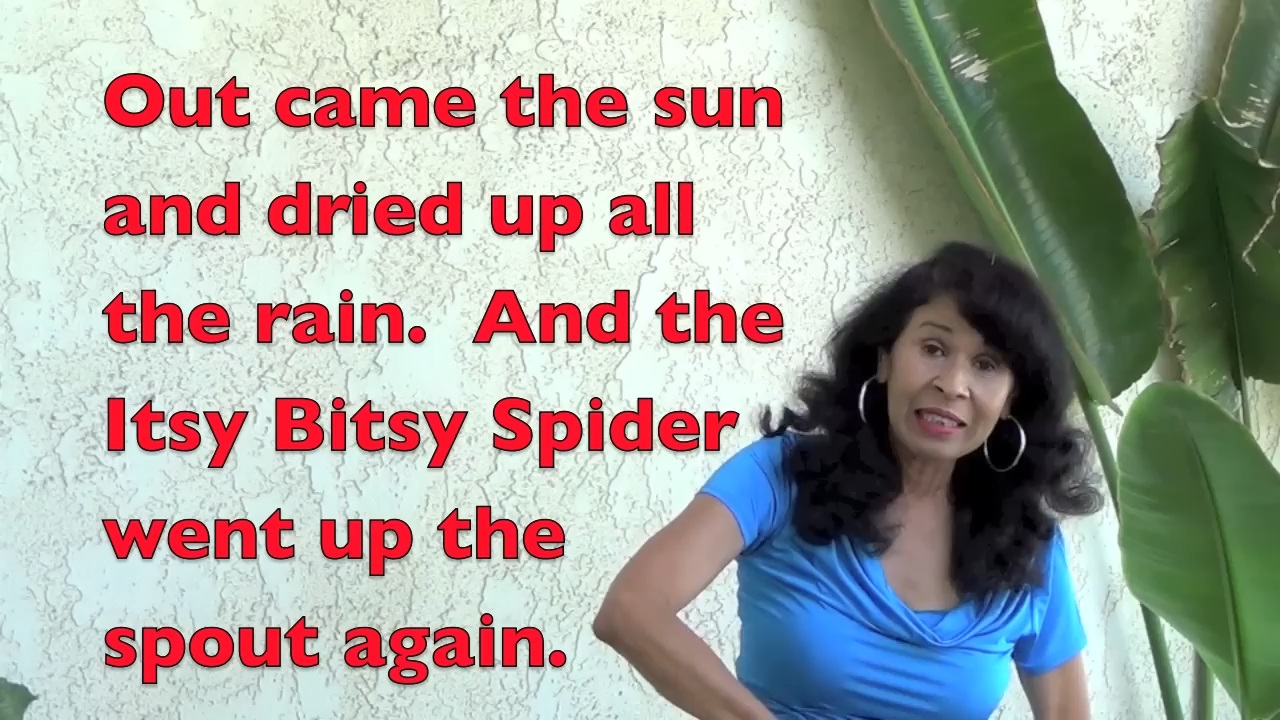 Out came the sun
and dried up all
the rain.  And the
Itsy Bitsy Spider
went up the
spout again.